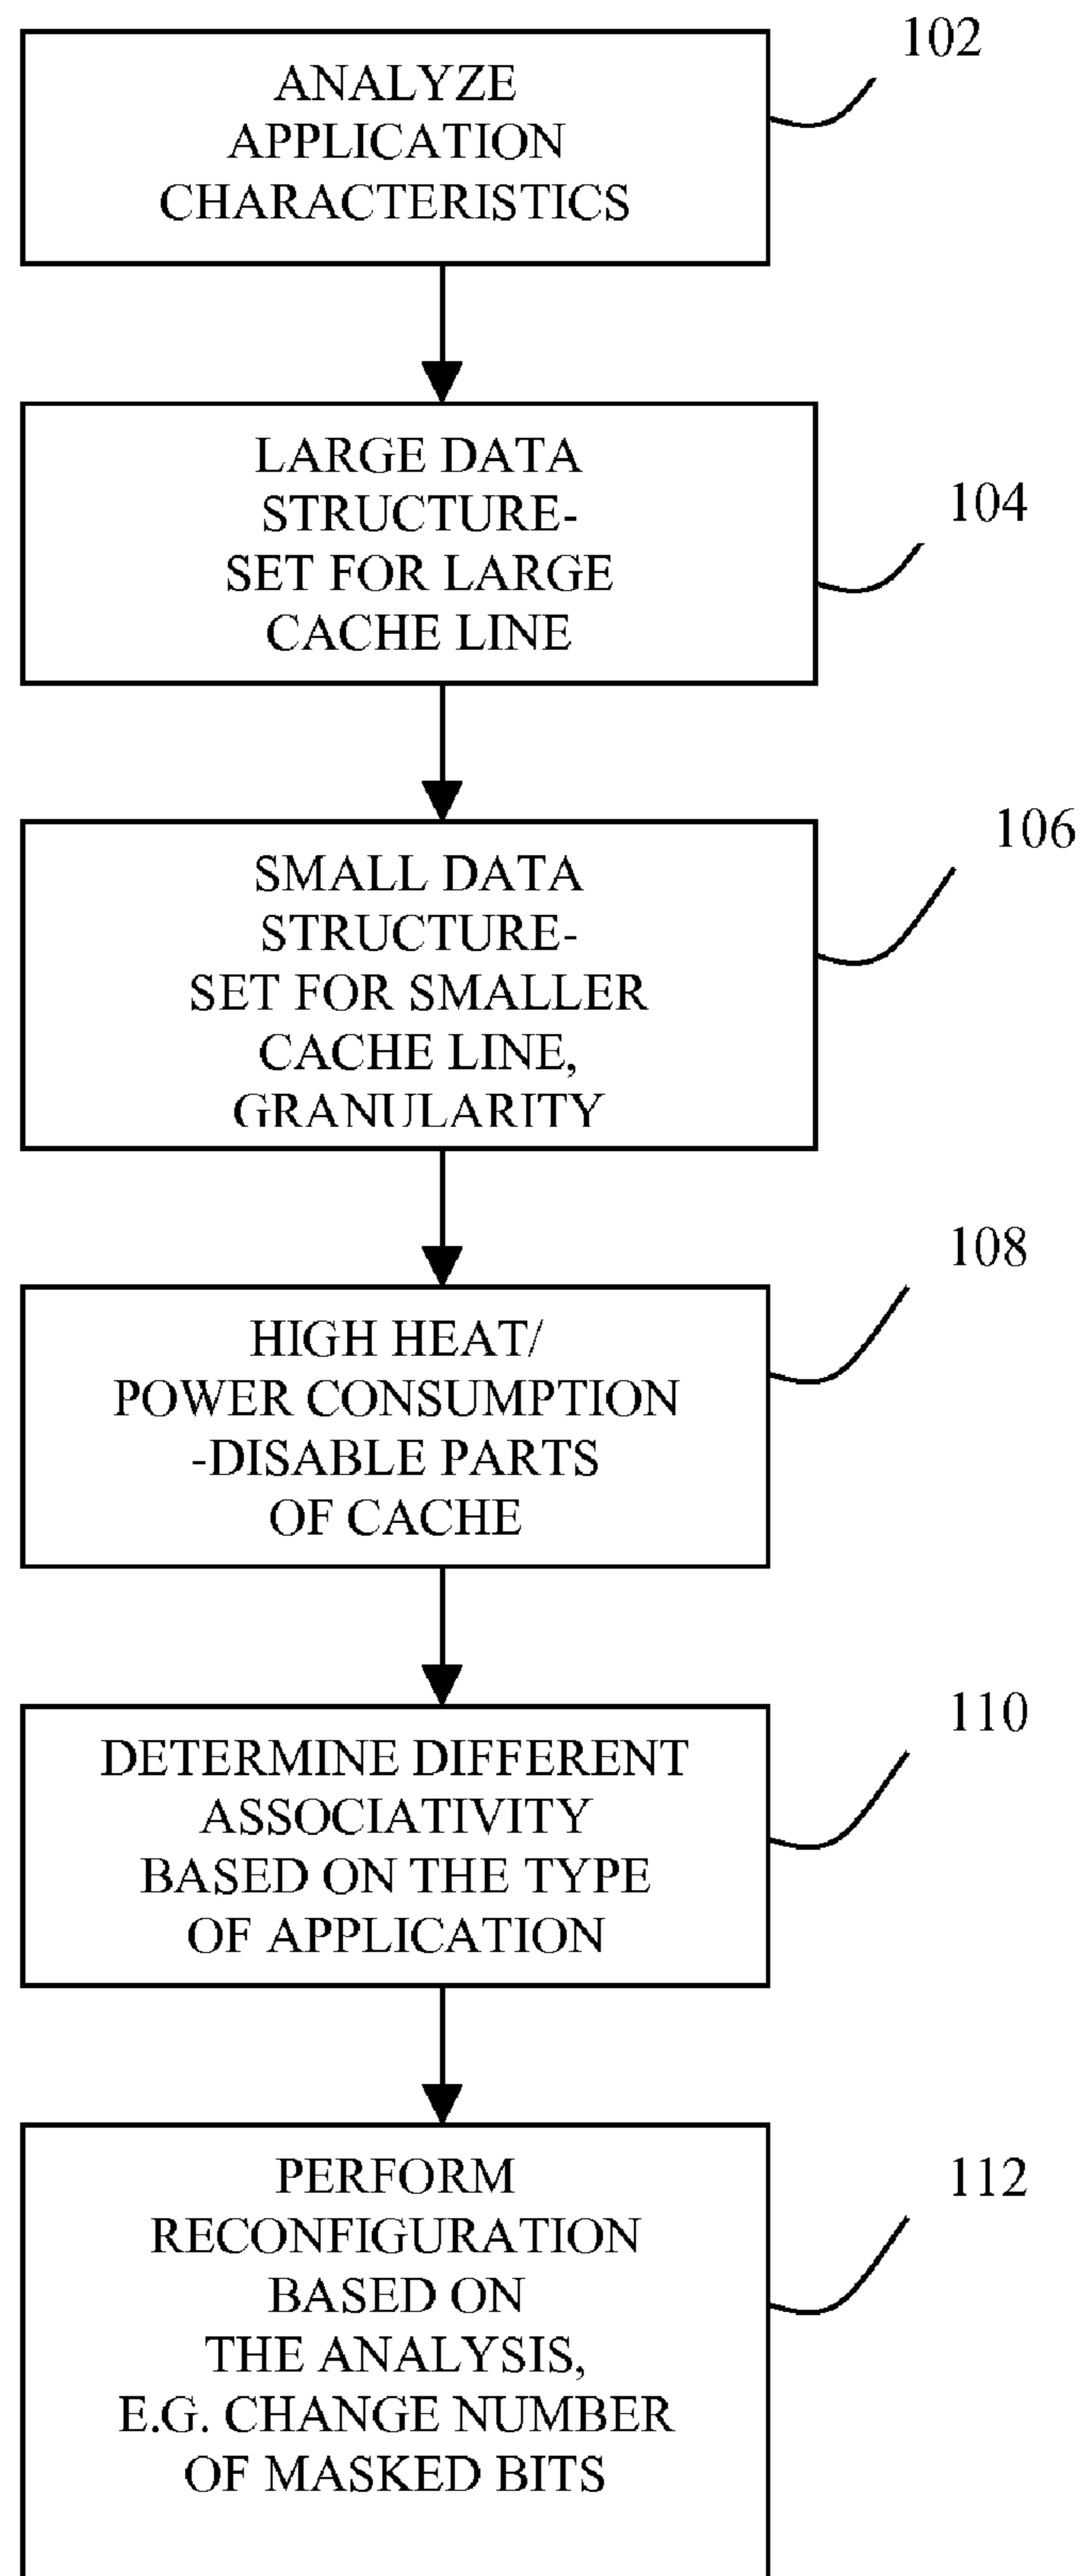 102
ANALYZE
APPLICATION
CHARACTERISTICS
LARGE DATA
STRUCTURE-
SET FOR LARGE
CACHE LINE
104
SMALL DATA
STRUCTURE-
SET FOR SMALLER
CACHE LINE,
GRANULARITY
106
108
HIGH HEAT/
POWER CONSUMPTION
-DISABLE PARTS
OF CACHE
110
DETERMINE DIFFERENT
ASSOCIATIVITY
BASED ON THE TYPE
OF APPLICATION
112
PERFORM
RECONFIGURATION
BASED ON
THE ANALYSIS,
E.G. CHANGE NUMBER
OF MASKED BITS